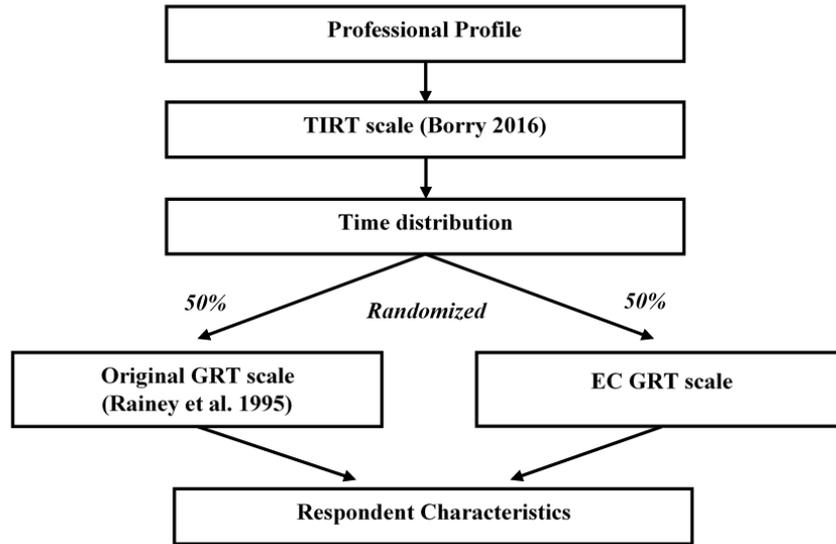 Professional Profile
TIRT scale (Borry 2016)
Time distribution
50%
Randomized
50%
Original GRT scale
(Rainey et al. 1995)
EC GRT scale
Respondent Characteristics